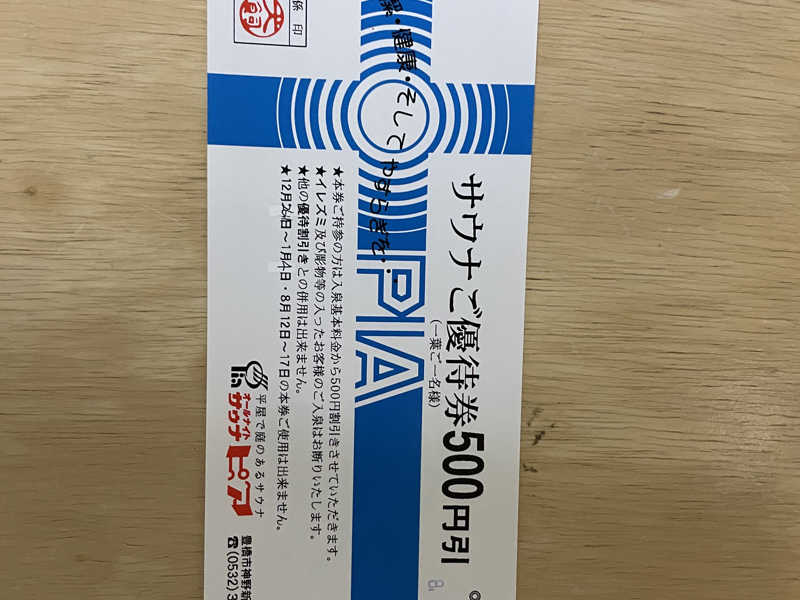 サウナご優待券500円引
(一葉ご一名様)
・健康・そしてやすらぎを・・
PIA
★本券ご持参の方は入泉基本料金から500円割引きさせていただきます。
★イレズミ及び彫物等の入ったお客様のご入泉はお断りいたします。
★他の優待割引きとの併用は出来ません。
★12月26日〜1月4日・8月12日〜17日の本券ご使用は出来ません。
係印
平屋で庭のあるサウナ
オールナイト
サウナピア
豊橋市神野新
☎(0532)3